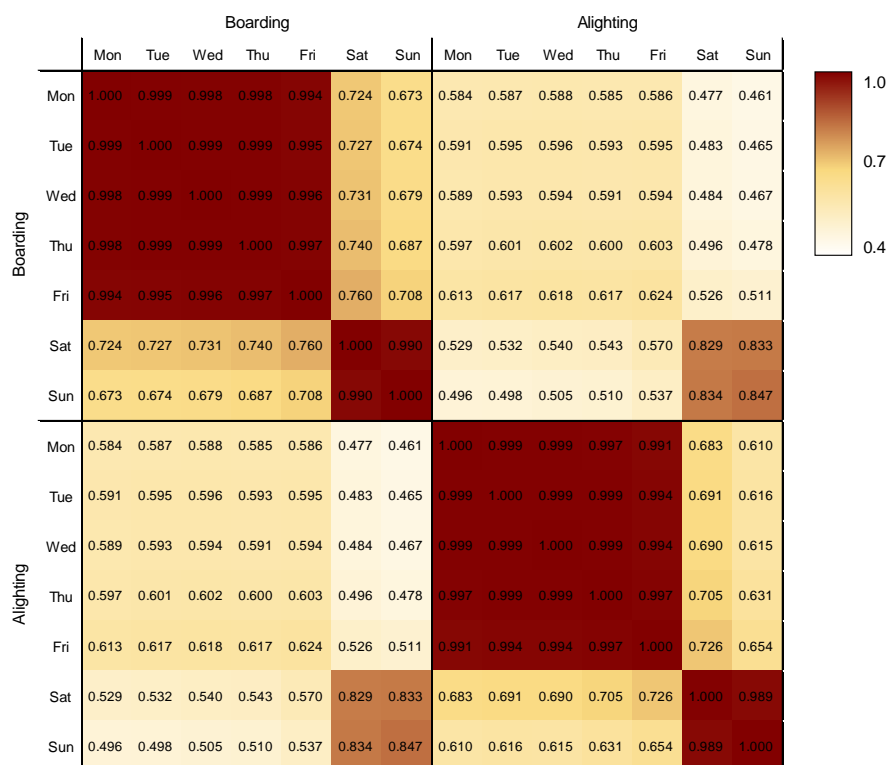 Boarding Alighting
Mon Tue Wed Thu Fri Sat Sun Mon Tue Wed Thu Fri Sat Sun
Mon 1.000 0.999 0.998 0.998 0.994 0.724 0.673 0.584 0.587 0.588 0.585 0.586 0.477 0.461
Tue 0.999 1.000 0.999 0.999 0.995 0.727 0.674 0.591 0.595 0.596 0.593 0.595 0.483 0.465
Wed 0.998 0.999 1.000 0.999 0.996 0.731 0.679 0.589 0.593 0.594 0.591 0.594 0.484 0.467
Thu 0.998 0.999 0.999 1.000 0.997 0.740 0.687 0.597 0.601 0.602 0.600 0.603 0.496 0.478
Fri 0.994 0.995 0.996 0.997 1.000 0.760 0.708 0.613 0.617 0.618 0.617 0.624 0.526 0.511
Sat 0.724 0.727 0.731 0.740 0.760 1.000 0.990 0.529 0.532 0.540 0.543 0.570 0.829 0.833
Sun 0.673 0.674 0.679 0.687 0.708 0.990 1.000 0.496 0.498 0.505 0.510 0.537 0.834 0.847
Boarding
Mon 0.584 0.587 0.588 0.585 0.586 0.477 0.461 1.000 0.999 0.999 0.997 0.991 0.683 0.610
Tue 0.591 0.595 0.596 0.593 0.595 0.483 0.465 0.999 1.000 0.999 0.999 0.994 0.691 0.616
Wed 0.589 0.593 0.594 0.591 0.594 0.484 0.467 0.999 0.999 1.000 0.999 0.994 0.690 0.615
Thu 0.597 0.601 0.602 0.600 0.603 0.496 0.478 0.997 0.999 0.999 1.000 0.997 0.705 0.631
Fri 0.613 0.617 0.618 0.617 0.624 0.526 0.511 0.991 0.994 0.994 0.997 1.000 0.726 0.654
Sat 0.529 0.532 0.540 0.543 0.570 0.829 0.833 0.683 0.691 0.690 0.705 0.726 1.000 0.989
Sun 0.496 0.498 0.505 0.510 0.537 0.834 0.847 0.610 0.616 0.615 0.631 0.654 0.989 1.000
Alighting
1.0
0.7
0.4